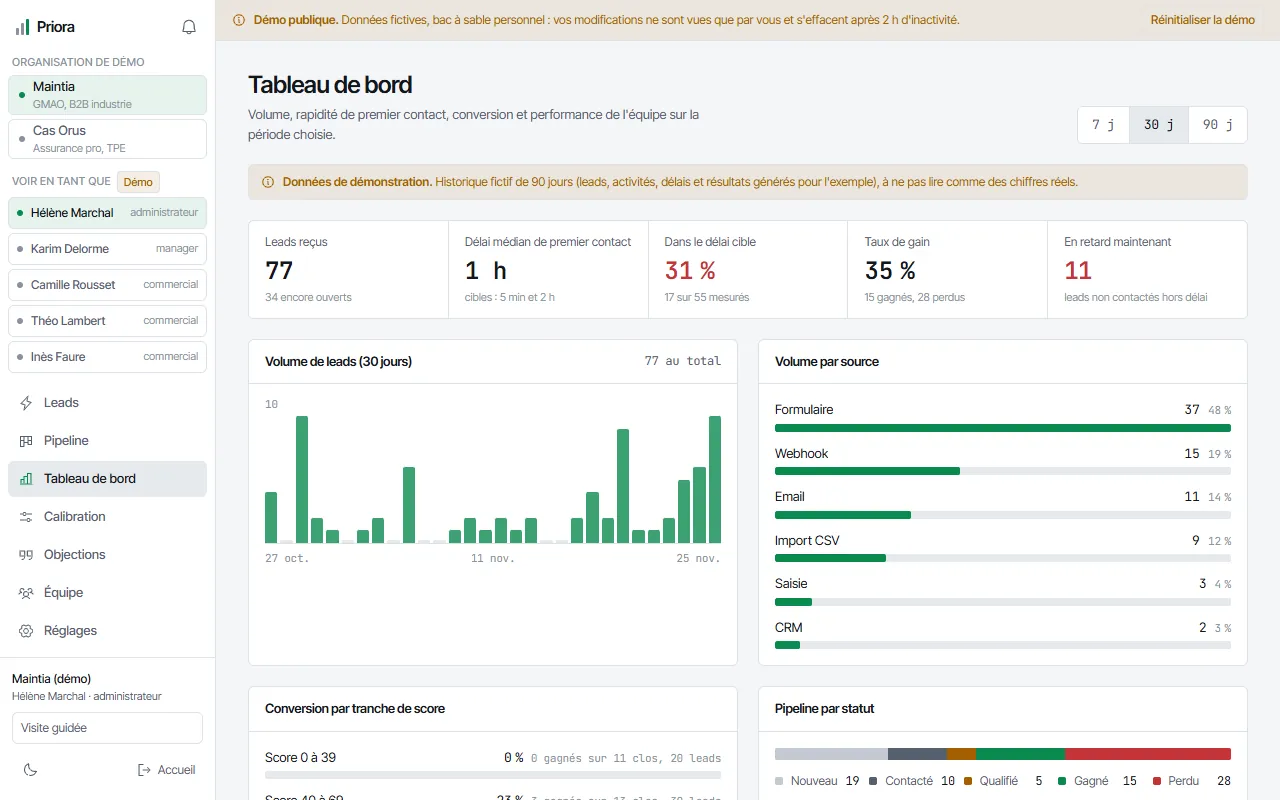 Priora
ORGANISATION DE DÉMO
Maintia
GMAO, B2B industrie
Cas Orus
Assurance pro, TPE
VOIR EN TANT QUE Démo
Hélène Marchal administrateur
Karim Delorme manager
Camille Rousset commercial
Théo Lambert commercial
Inès Faure commercial
Leads
Pipeline
Tableau de bord
Calibration
Objections
Équipe
Réglages
Maintia (démo)
Hélène Marchal · administrateur
Visite guidée
Accueil
Démo publique. Données fictives, bac à sable personnel : vos modifications ne sont vues que par vous et s'effacent après 2 h d'inactivité.
Réinitialiser la démo
Tableau de bord
Volume, rapidité de premier contact, conversion et performance de l'équipe sur la
période choisie.
7 j 30 j 90 j
Données de démonstration. Historique fictif de 90 jours (leads, activités, délais et résultats générés pour l'exemple), à ne pas lire comme des chiffres réels.
Leads reçus
77
34 encore ouverts
Délai médian de premier contact
1 h
cibles : 5 min et 2 h
Dans le délai cible
31 %
17 sur 55 mesurés
Taux de gain
35 %
15 gagnés, 28 perdus
En retard maintenant
11
leads non contactés hors délai
Volume de leads (30 jours) 77 au total
10
27 oct. 11 nov. 25 nov.
Volume par source
Formulaire 37 48 %
Webhook 15 19 %
Email 11 14 %
Import CSV 9 12 %
Saisie 3 4 %
CRM 2 3 %
Conversion par tranche de score
Score 0 à 39 0 % 0 gagnés sur 11 clos, 20 leads
Score 40 à 69 23 % 3 gagnés sur 13 clos, 30 leads
Pipeline par statut
Nouveau 19 Contacté 10 Qualifié 5 Gagné 15 Perdu 28